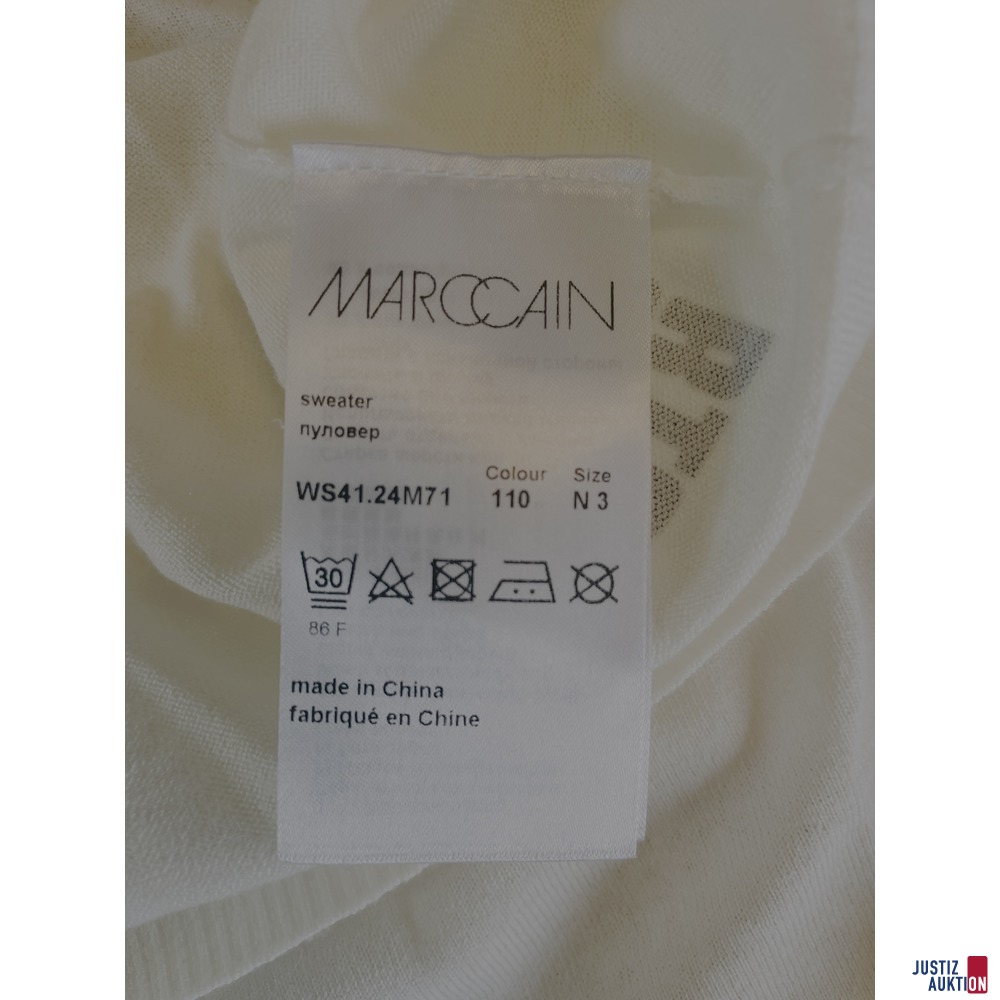 MARCCAIN
sweater
пуловер
Colour Size
WS41.24M71 110 N 3
30
86 F
made in China
fabriqué en Chine
JUSTIZ
AUKTION